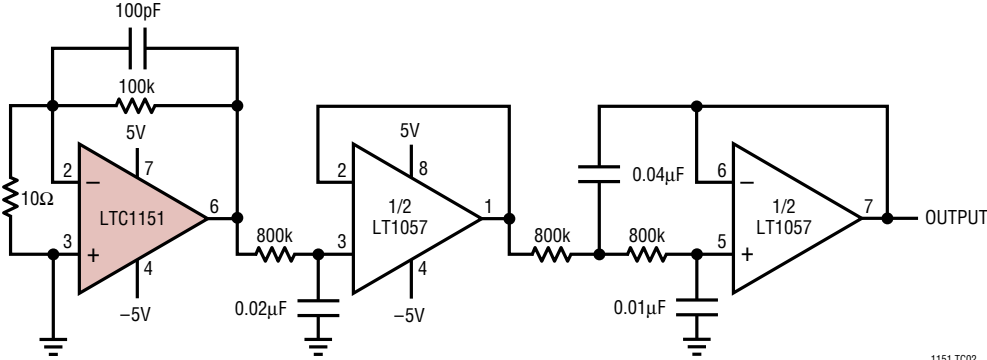 100pF
100k
5V
2
7
–
10Ω
LTC1151
6
3
+
4
–5V
800k
0.02µF
5V
2
8
1/2
LT1057
1
3
4
–5V
800k
0.04µF
800k
0.01µF
6
–
1/2
LT1057
7
5
+
OUTPUT
1151 TC02